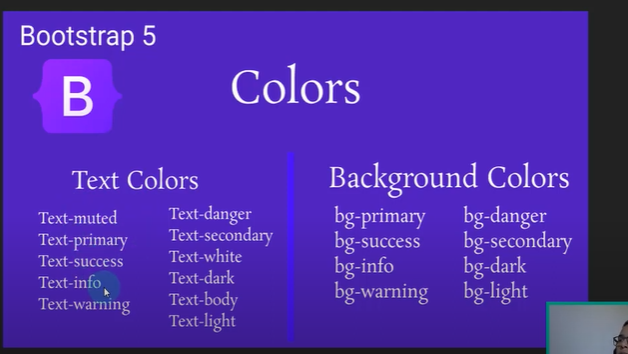 Bootstrap 5
B
Colors
Text Colors
Text-muted
Text-primary
Text-success
Text-info
Text-warning
Text-danger
Text-secondary
Text-white
Text-dark
Text-body
Text-light
Background Colors
bg-primary
bg-success
bg-info
bg-warning
bg-danger
bg-secondary
bg-dark
bg-light